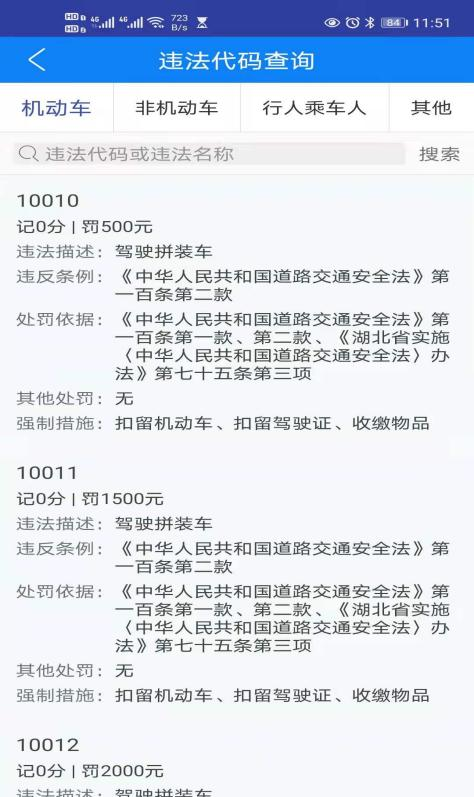 HD 1 4G 4G 723 84 11:51
HD 2 B/s
违法代码查询
机动车 非机动车 行人乘车人 其他
违法代码或违法名称 搜索
10010
记0分 | 罚500元
违法描述： 驾驶拼装车
违反条例： 《中华人民共和国道路交通安全法》第
一百条第二款
处罚依据： 《中华人民共和国道路交通安全法》第
一百条第一款、第二款、《湖北省实施
〈中华人民共和国道路交通安全法〉办
法》第七十五条第三项
其他处罚： 无
强制措施： 扣留机动车、扣留驾驶证、收缴物品
10011
记0分 | 罚1500元
违法描述： 驾驶拼装车
违反条例： 《中华人民共和国道路交通安全法》第
一百条第二款
处罚依据： 《中华人民共和国道路交通安全法》第
一百条第一款、第二款、《湖北省实施
〈中华人民共和国道路交通安全法〉办
法》第七十五条第三项
其他处罚： 无
强制措施： 扣留机动车、扣留驾驶证、收缴物品
10012
记0分 | 罚2000元
违法描述： 驾驶拼装车